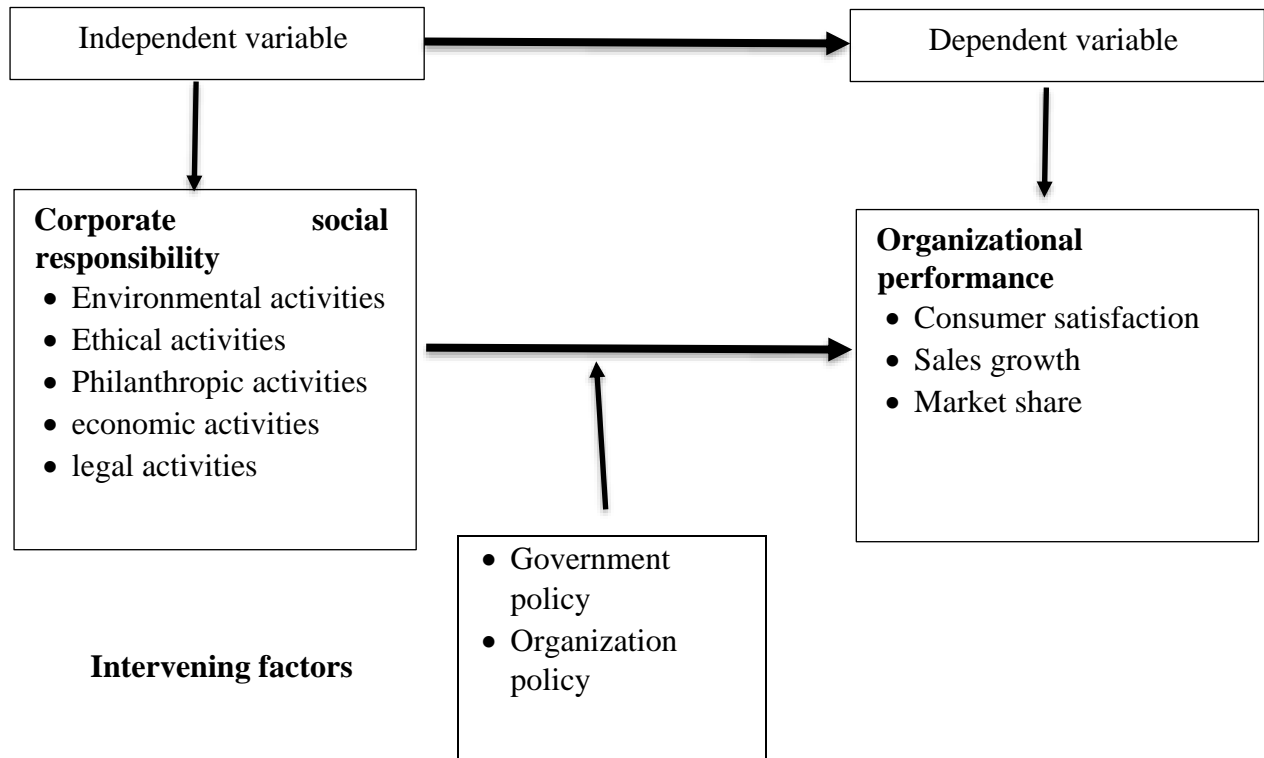 Independent variable
Dependent variable
Corporate social
responsibility
• Environmental activities
• Ethical activities
• Philanthropic activities
• economic activities
• legal activities
Organizational
performance
• Consumer satisfaction
• Sales growth
• Market share
• Government
policy
• Organization
policy
Intervening factors